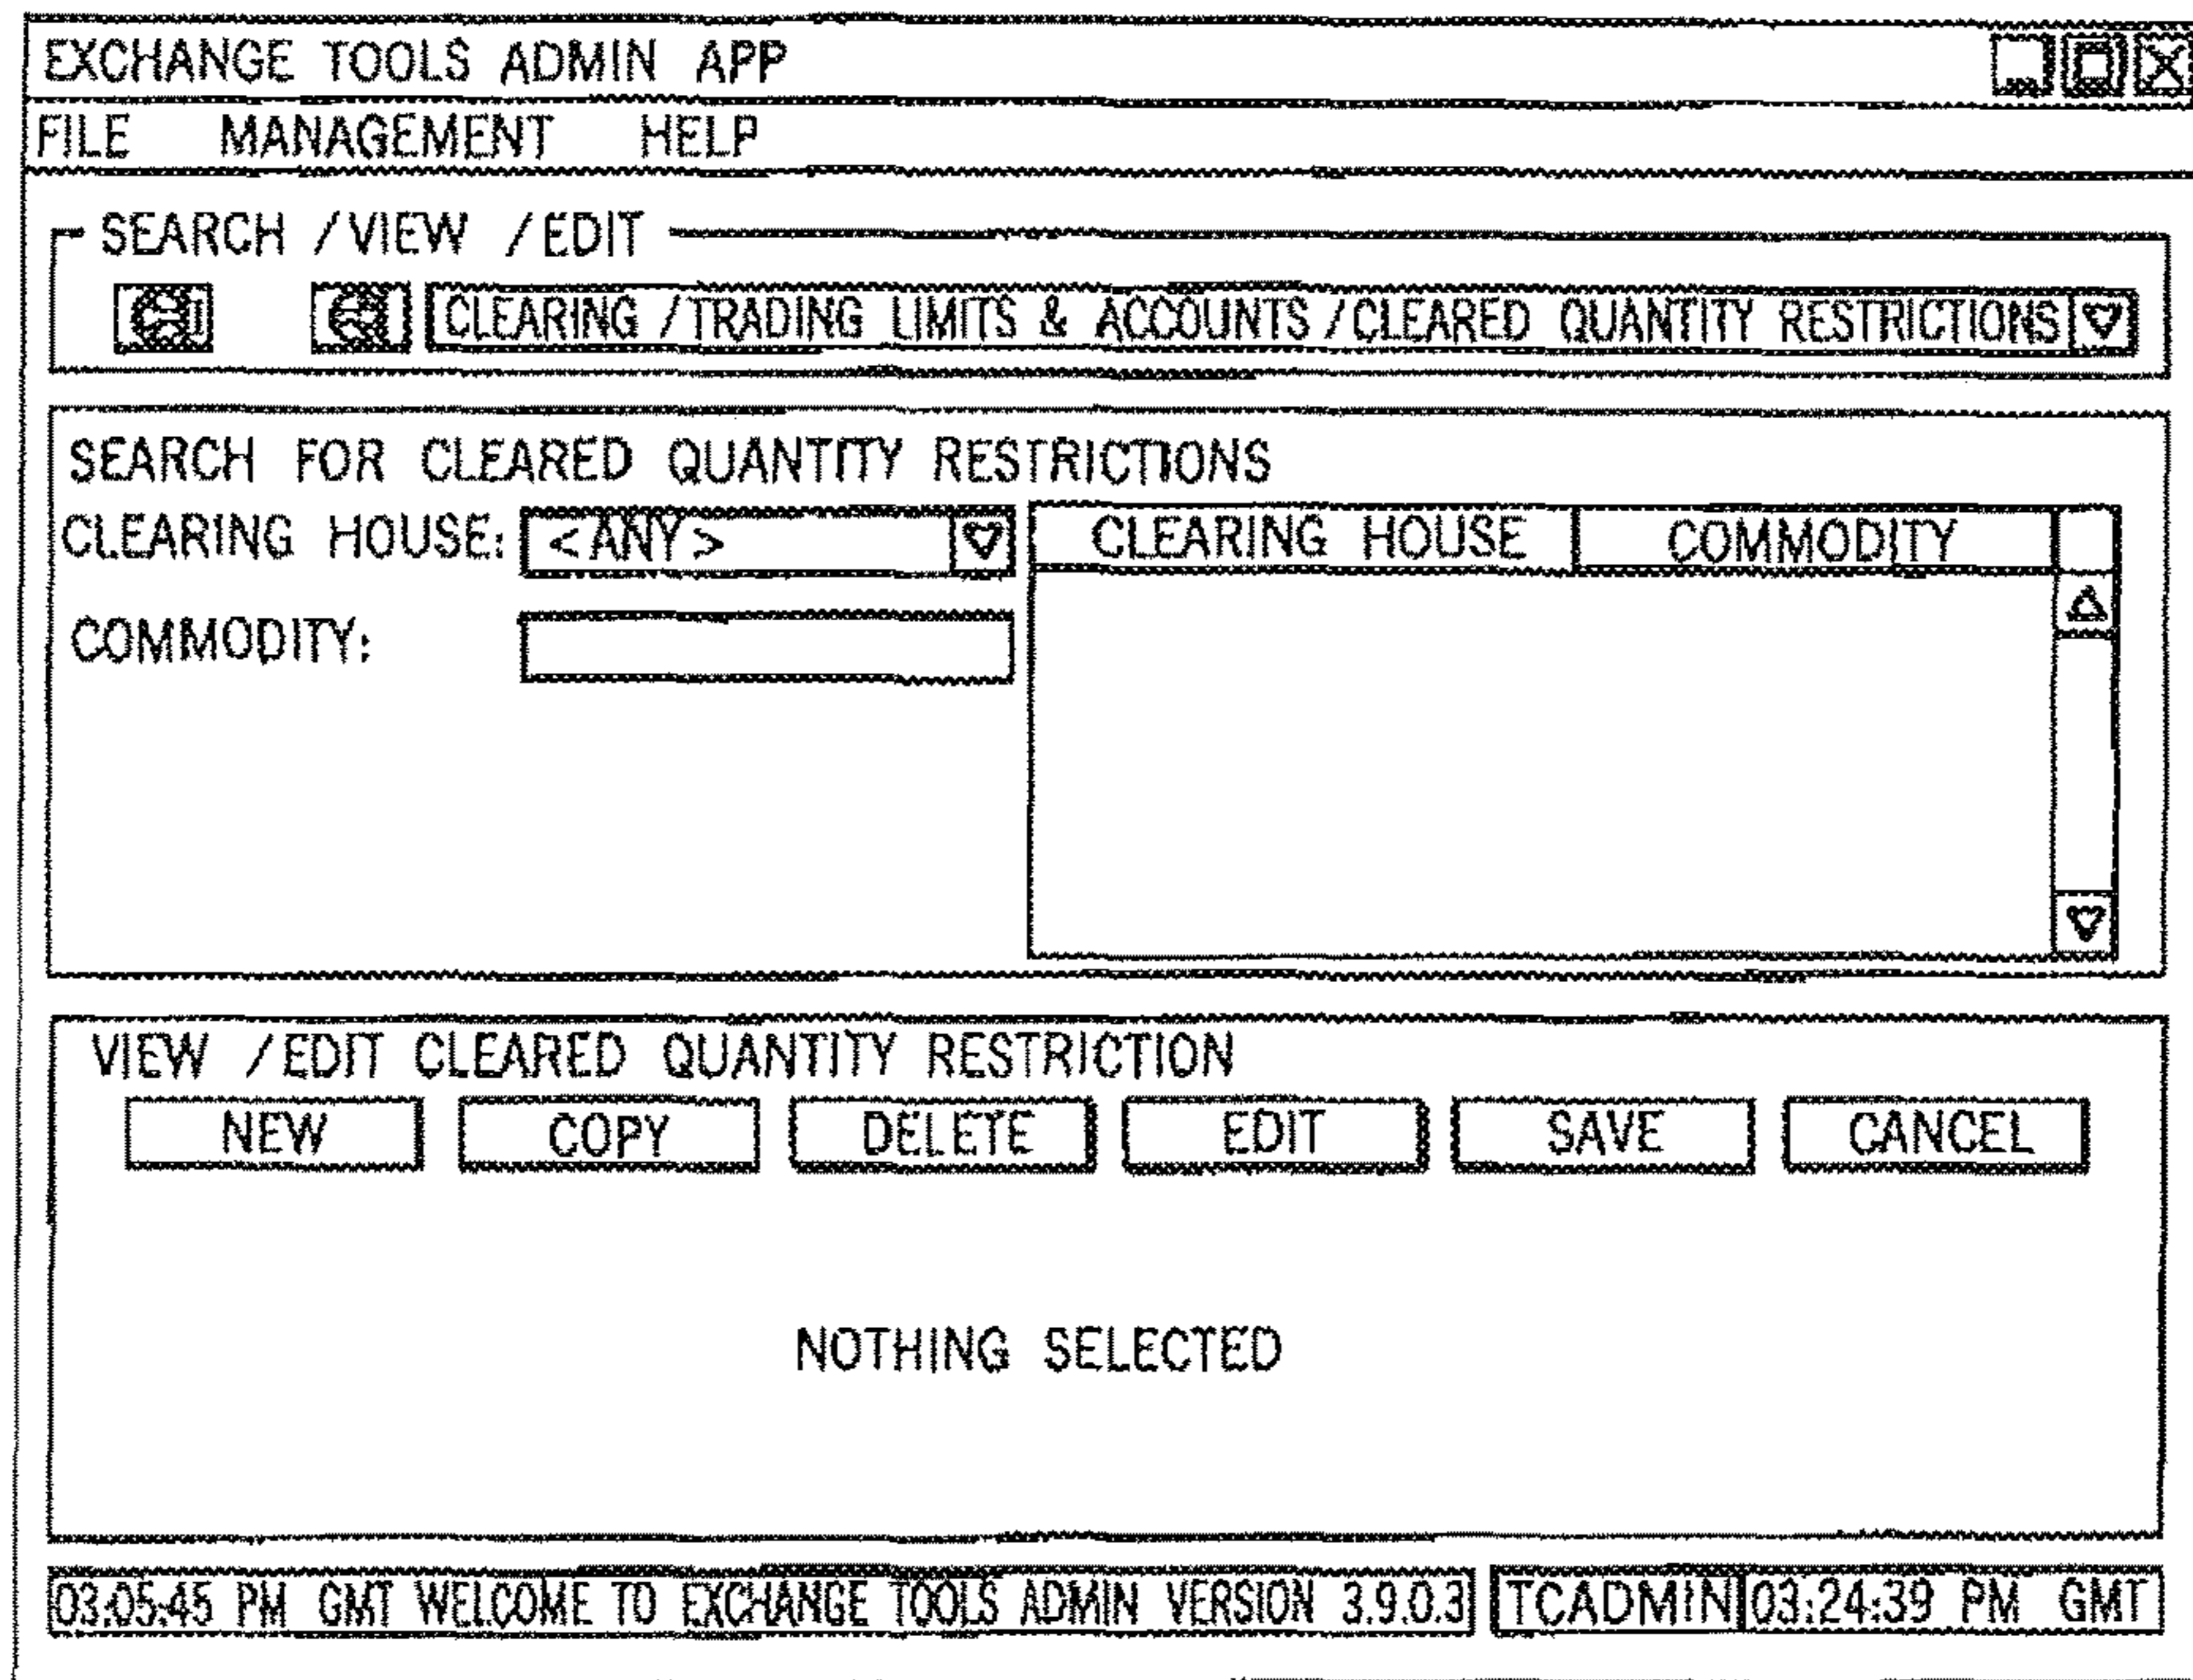 EXCHANGE TOOLS ADMIN APP
FILE MANAGEMENT HELP
SEARCH /VIEW /EDIT
CLEARING /TRADING LIMITS & ACCOUNTS /CLEARED QUANTITY RESTRICTIONS
SEARCH FOR CLEARED QUANTITY RESTRICTIONS
CLEARING HOUSE: <ANY> CLEARING HOUSE COMMODITY
COMMODITY:
VIEW /EDIT CLEARED QUANTITY RESTRICTION
NEW COPY DELETE EDIT SAVE CANCEL
NOTHING SELECTED
03:05:45 PM GMT WELCOME TO EXCHANGE TOOLS ADMIN VERSION 3.9.0.3 TCADMIN 03:24:39 PM GMT